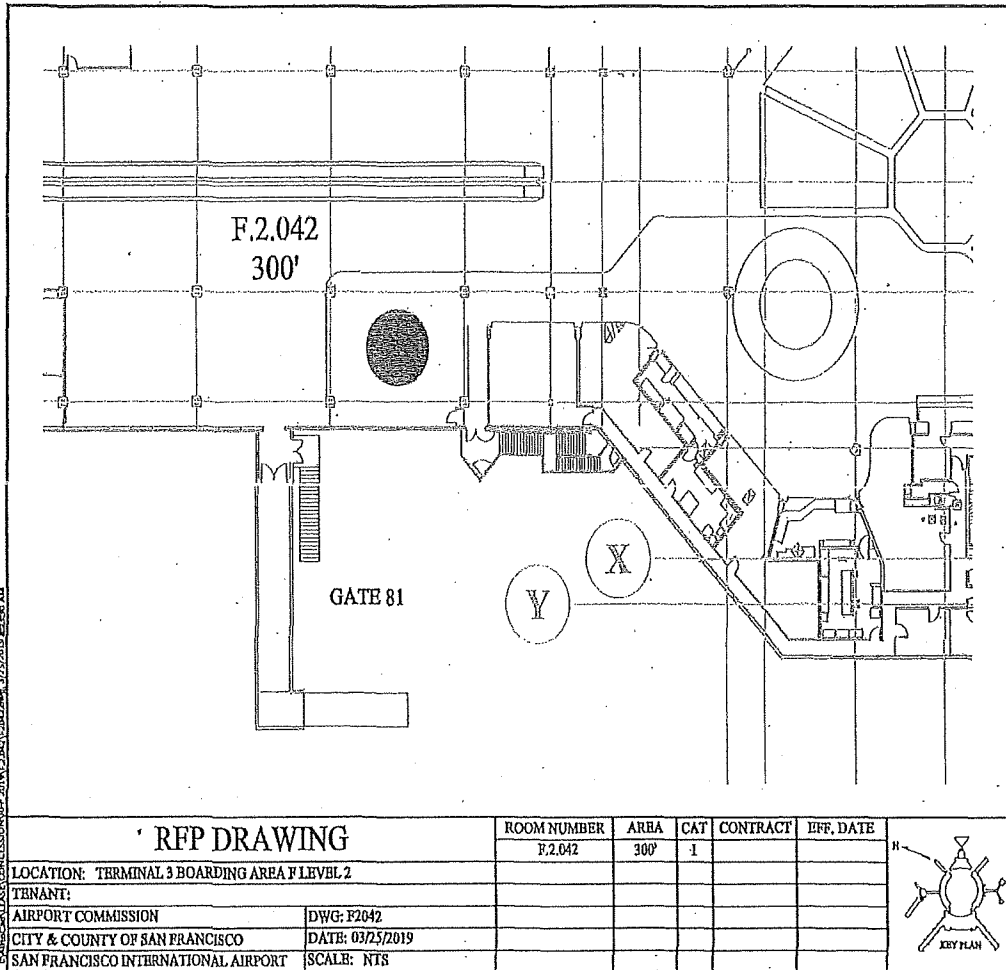 F.2.042
300'
GATE 81
X
Y
RFP DRAWING
LOCATION: TERMINAL 3 BOARDING AREA F LEVEL 2
TENANT:
AIRPORT COMMISSION
DWG: F2042
CITY & COUNTY OF SAN FRANCISCO
DATE: 03/25/2019
SAN FRANCISCO INTERNATIONAL AIRPORT
SCALE: NTS
ROOM NUMBER AREA CAT CONTRACT EFF. DATE
F.2.042 300' 1
N
KEY PLAN